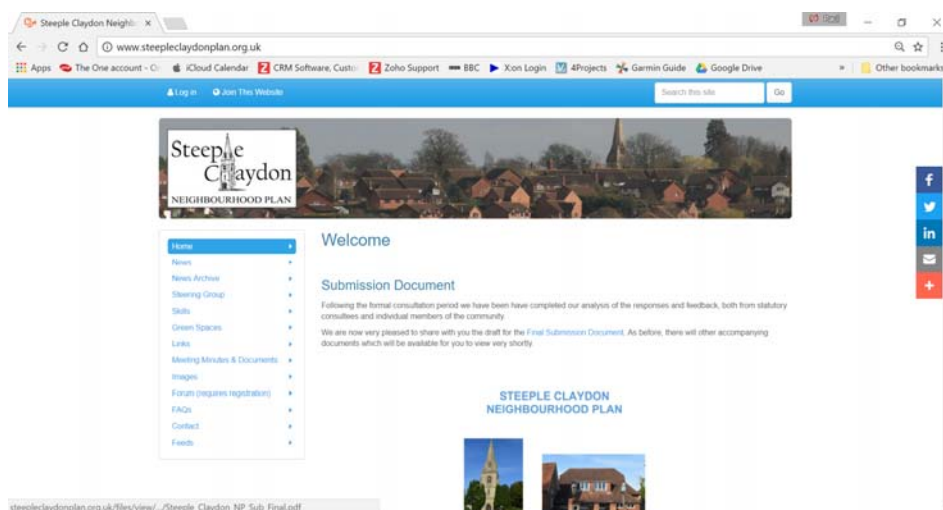 Steeple Claydon Neighb
www.steepleclaydonplan.org.uk
Apps The One account - O iCloud Calendar CRM Software, Custo Zoho Support BBC X:on Login 4Projects Garmin Guide Google Drive » Other bookmarks
Log in Join This Website Search this site Go
Steeple
Claydon
NEIGHBOURHOOD PLAN
Home
News
News Archive
Steering Group
Skills
Green Spaces
Links
Meeting Minutes & Documents
Images
Forum (requires registration)
FAQs
Contact
Feeds
Welcome
Submission Document
Following the formal consultation period we have been have completed our analysis of the responses and feedback, both from statutory
consultees and individual members of the community
We are now very pleased to share with you the draft for the Final Submission Document. As before, there will other accompanying
documents which will be available for you to view very shortly
STEEPLE CLAYDON
NEIGHBOURHOOD PLAN
f
in
+
steepleclaydonplan.org.uk/files/view/.../Steeple_Claydon_NP_Sub_Final.pdf